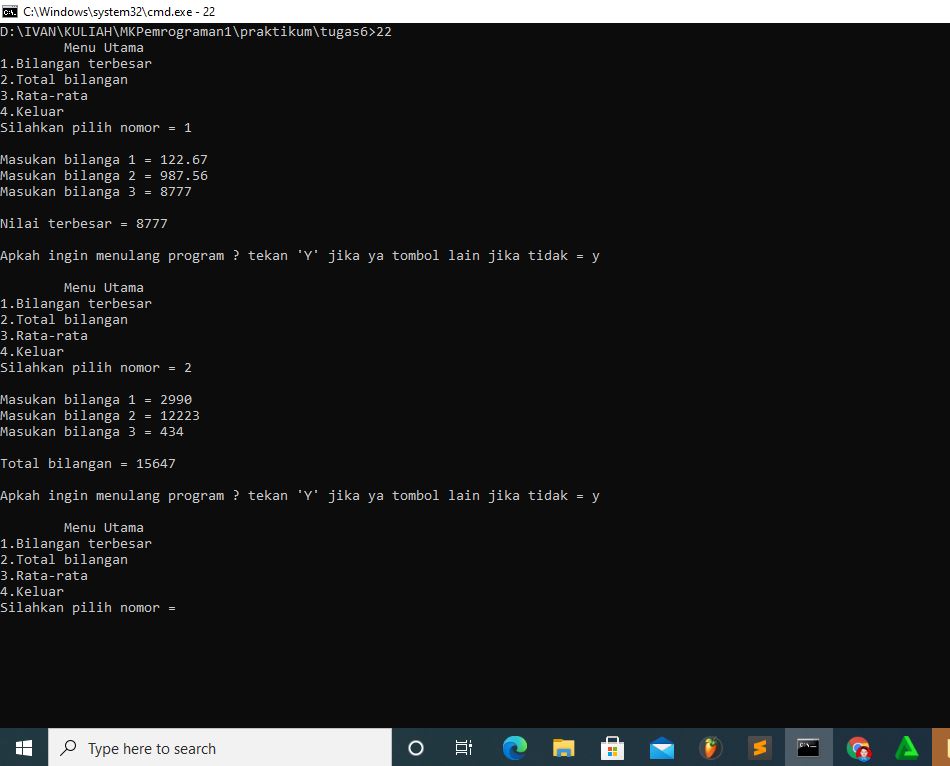 C:\Windows\system32\cmd.exe - 22
D:\IVAN\KULIAH\MKPemrograman1\praktikum\tugas6>22
Menu Utama
1.Bilangan terbesar
2.Total bilangan
3.Rata-rata
4.Keluar
Silahkan pilih nomor = 1
Masukan bilanga 1 = 122.67
Masukan bilanga 2 = 987.56
Masukan bilanga 3 = 8777
Nilai terbesar = 8777
Apkah ingin menulang program ? tekan 'Y' jika ya tombol lain jika tidak = y
Menu Utama
1.Bilangan terbesar
2.Total bilangan
3.Rata-rata
4.Keluar
Silahkan pilih nomor = 2
Masukan bilanga 1 = 2990
Masukan bilanga 2 = 12223
Masukan bilanga 3 = 434
Total bilangan = 15647
Apkah ingin menulang program ? tekan 'Y' jika ya tombol lain jika tidak = y
Menu Utama
1.Bilangan terbesar
2.Total bilangan
3.Rata-rata
4.Keluar
Silahkan pilih nomor =
Type here to search